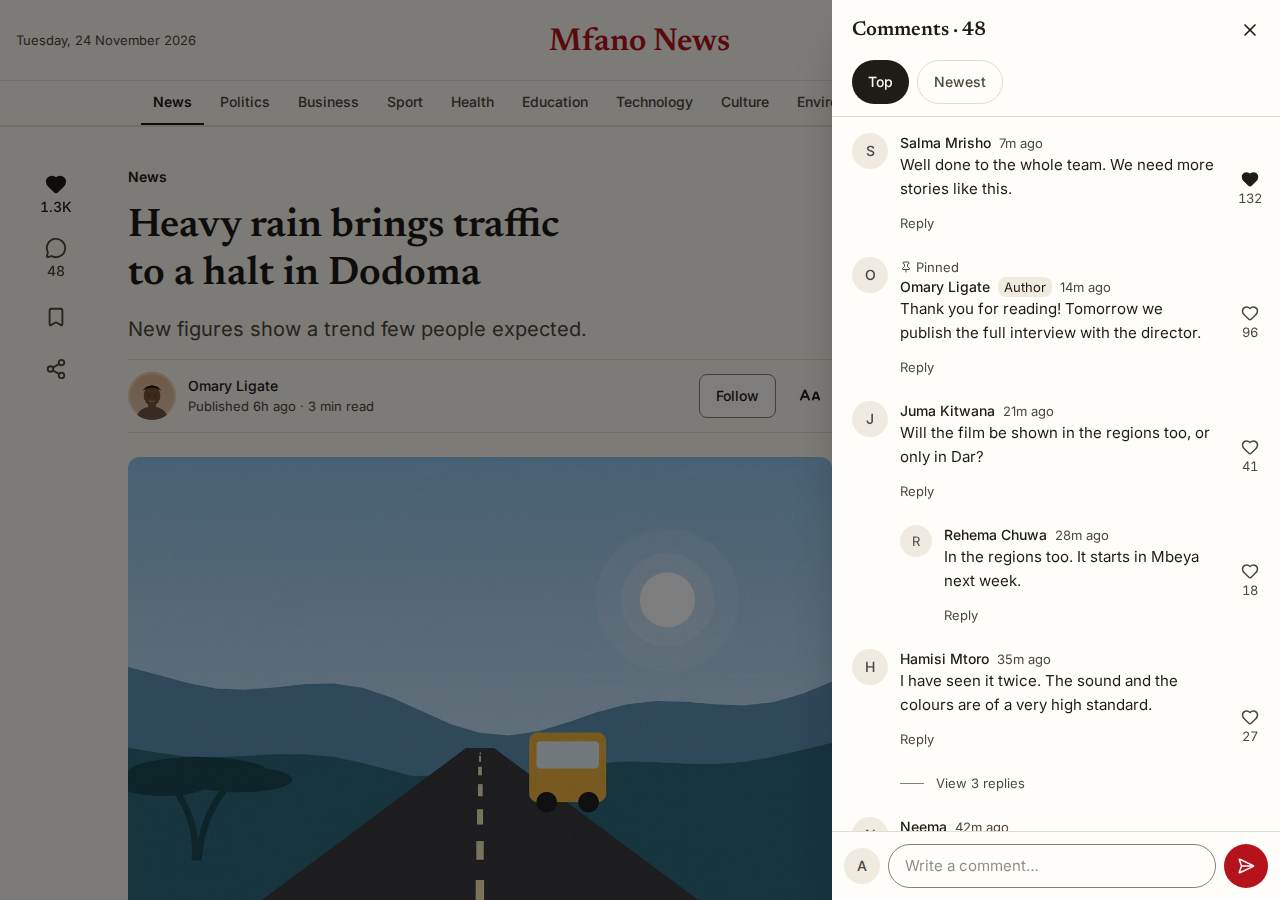 Tuesday, 24 November 2026
Mfano News
News
Politics
Business
Sport
Health
Education
Technology
Culture
1.3K
48
News
Heavy rain brings traffic
to a halt in Dodoma
New figures show a trend few people expected.
Omary Ligate
Published 6h ago · 3 min read
Follow
AA
Comments · 48
Top
Newest
S
Salma Mrisho 7m ago
Well done to the whole team. We need more
stories like this.
132
Reply
Pinned
O
Omary Ligate Author 14m ago
Thank you for reading! Tomorrow we
publish the full interview with the director.
96
Reply
J
Juma Kitwana 21m ago
Will the film be shown in the regions too, or
only in Dar?
41
Reply
R
Rehema Chuwa 28m ago
In the regions too. It starts in Mbeya
next week.
18
Reply
H
Hamisi Mtoro 35m ago
I have seen it twice. The sound and the
colours are of a very high standard.
27
Reply
View 3 replies
Neema 42m ago
A
Write a comment...